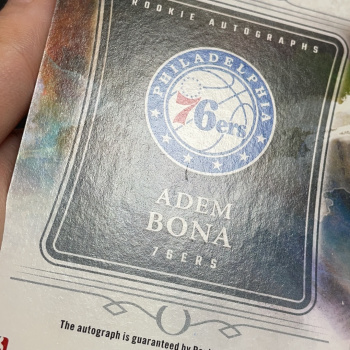 ROOKIE AUTOGRAPHS
PHILADELPHIA
76ers
ADEM
BONA
76ERS
The autograph is guaranteed by